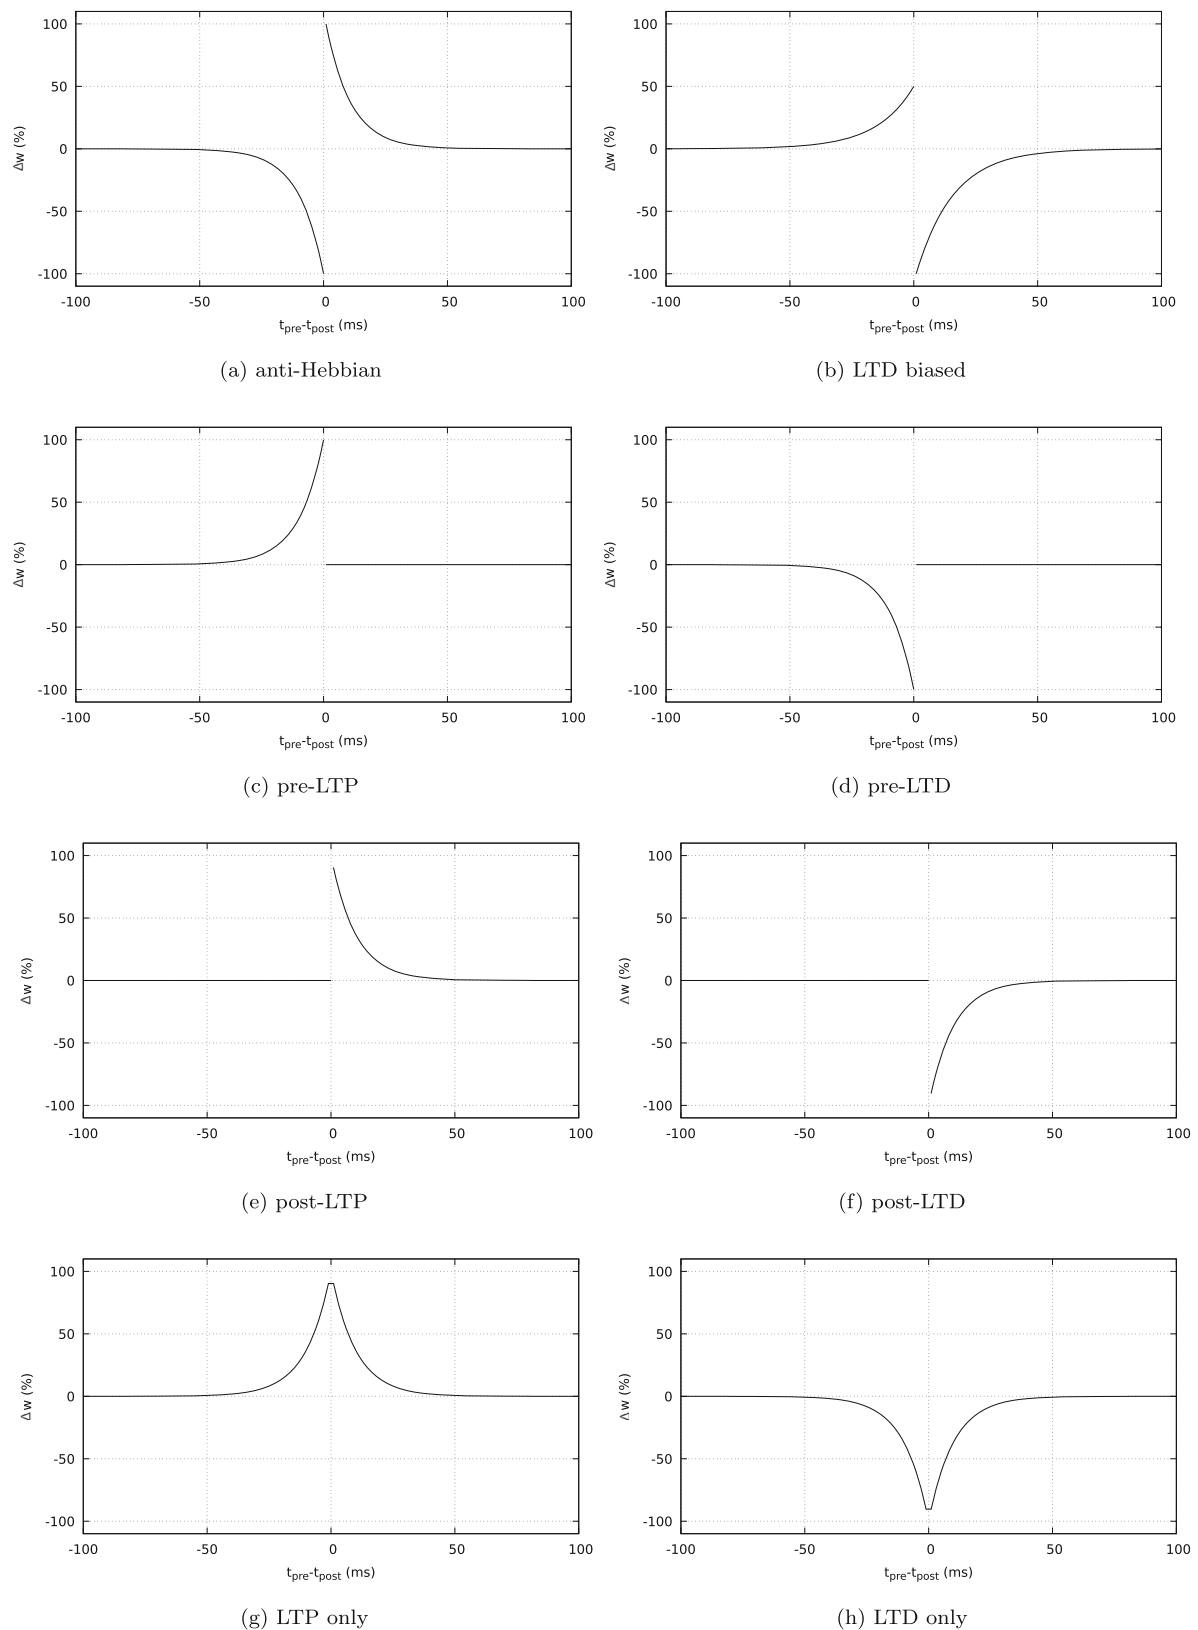 100
50
0
-50
-100
Δw (%)
-100 -50 0 50 100
tpre-tpost (ms)
(a) anti-Hebbian
100
50
0
-50
-100
Δw (%)
-100 -50 0 50 100
tpre-tpost (ms)
(b) LTD biased
100
50
0
-50
-100
Δw (%)
-100 -50 0 50 100
tpre-tpost (ms)
(c) pre-LTP
100
50
0
-50
-100
Δw (%)
-100 -50 0 50 100
tpre-tpost (ms)
(d) pre-LTD
100
50
0
-50
-100
Δw (%)
-100 -50 0 50 100
tpre-tpost (ms)
(e) post-LTP
100
50
0
-50
-100
Δw (%)
-100 -50 0 50 100
tpre-tpost (ms)
(f) post-LTD
100
50
0
-50
-100
Δw (%)
-100 -50 0 50 100
tpre-tpost (ms)
(g) LTP only
100
50
0
-50
-100
Δw (%)
-100 -50 0 50 100
tpre-tpost (ms)
(h) LTD only